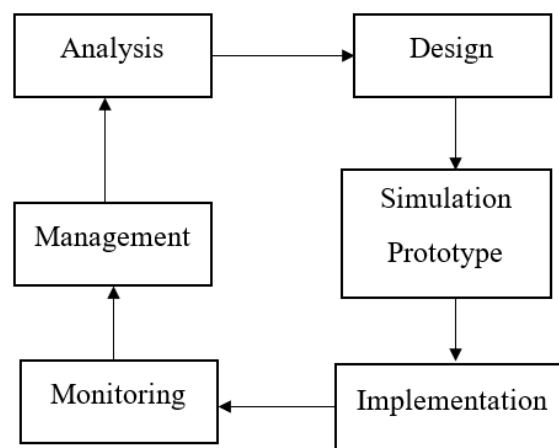 Analysis
Design
Simulation
Prototype
Management
Monitoring
Implementation